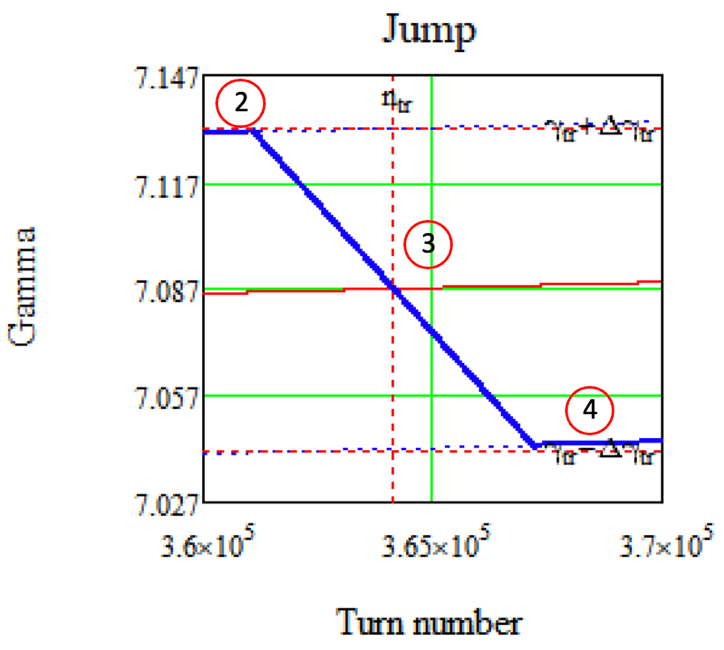 Jump
7.147
②
n_tr
γ_tr + Δγ_tr
7.117
③
7.087
Gamma
7.057
④
γ_tr − Δγ_tr
7.027
3.6×10^5
3.65×10^5
3.7×10^5
Turn number